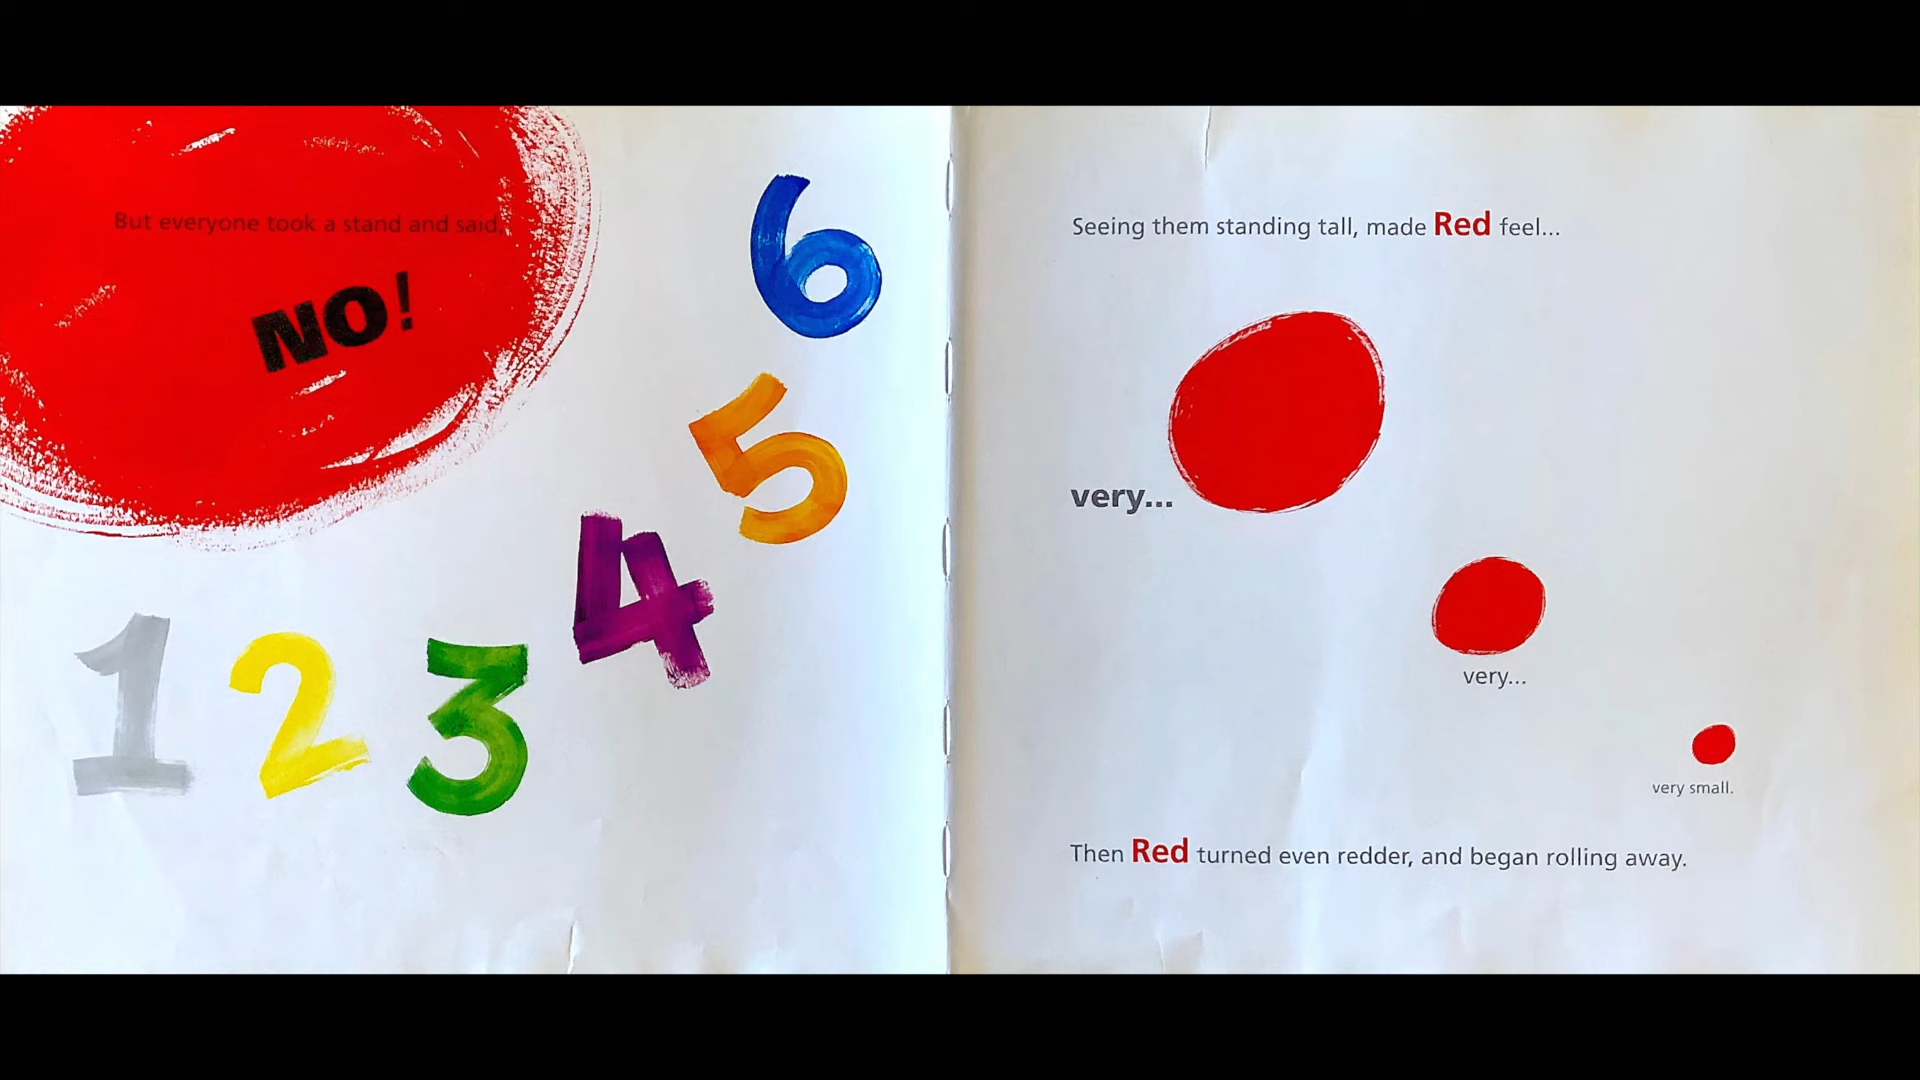 But everyone took a stand and said,
NO!
6
5
4
1 2 3
Seeing them standing tall, made Red feel...
very...
very...
very small.
Then Red turned even redder, and began rolling away.